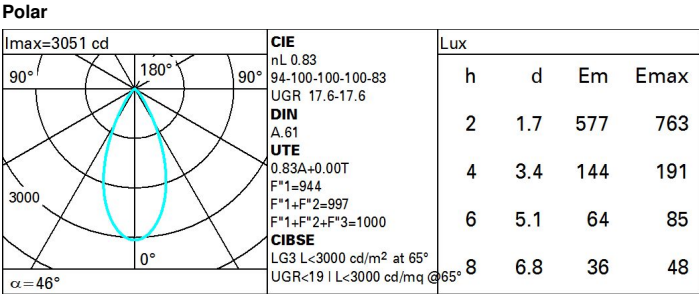 Polar
Imax=3051 cd
90° 180° 90°
3000
0°
α=46°
CIE
nL 0.83
94-100-100-100-83
UGR 17.6-17.6
DIN
A.61
UTE
0.83A+0.00T
F"1=944
F"1+F"2=997
F"1+F"2+F"3=1000
CIBSE
LG3 L<3000 cd/m² at 65°
UGR<19 | L<3000 cd/mq @65°
Lux
h d Em Emax
2 1.7 577 763
4 3.4 144 191
6 5.1 64 85
8 6.8 36 48